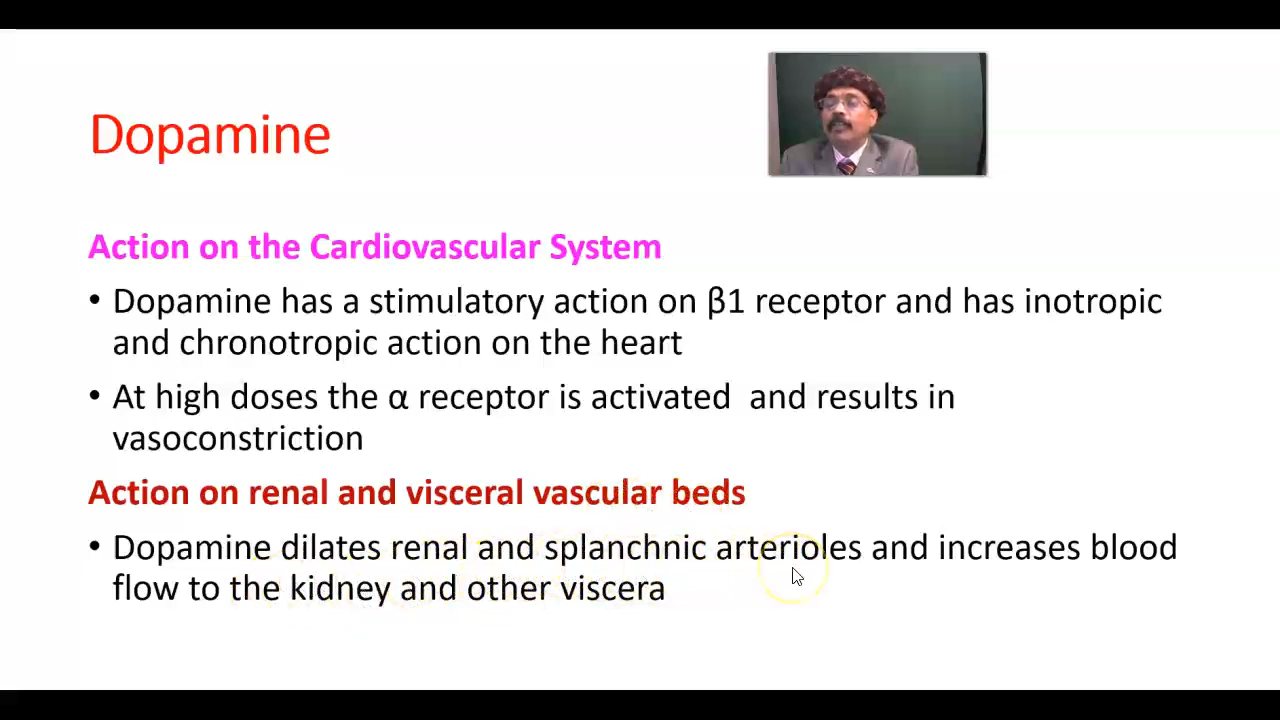 Dopamine
Action on the Cardiovascular System
• Dopamine has a stimulatory action on β1 receptor and has inotropic
and chronotropic action on the heart
• At high doses the α receptor is activated  and results in
vasoconstriction
Action on renal and visceral vascular beds
• Dopamine dilates renal and splanchnic arterioles and increases blood
flow to the kidney and other viscera